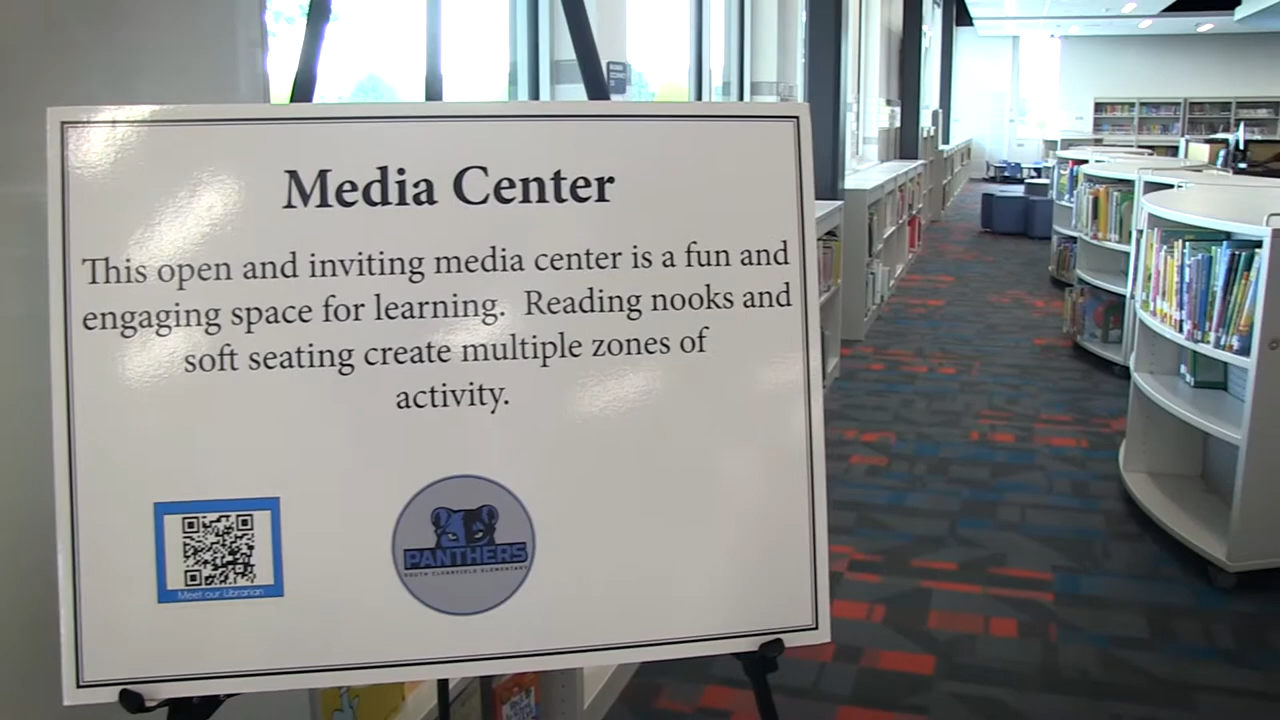 Media Center
This open and inviting media center is a fun and
engaging space for learning. Reading nooks and
soft seating create multiple zones of
activity.
Meet our Librarian
PANTHERS
SOUTH CLEARFIELD ELEMENTARY